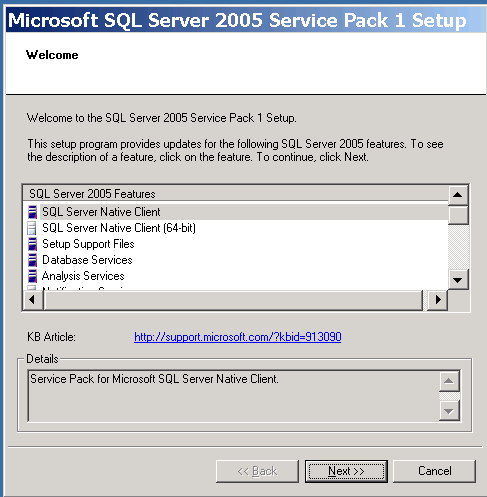 Microsoft SQL Server 2005 Service Pack 1 Setup
Welcome
Welcome to the SQL Server 2005 Service Pack 1 Setup.
This setup program provides updates for the following SQL Server 2005 features. To see
the description of a feature, click on the feature. To continue, click Next.
SQL Server 2005 Features
SQL Server Native Client
SQL Server Native Client (64-bit)
Setup Support Files
Database Services
Analysis Services
KB Article: http://support.microsoft.com/?kbid=913090
Details
Service Pack for Microsoft SQL Server Native Client.
<< Back Next >> Cancel